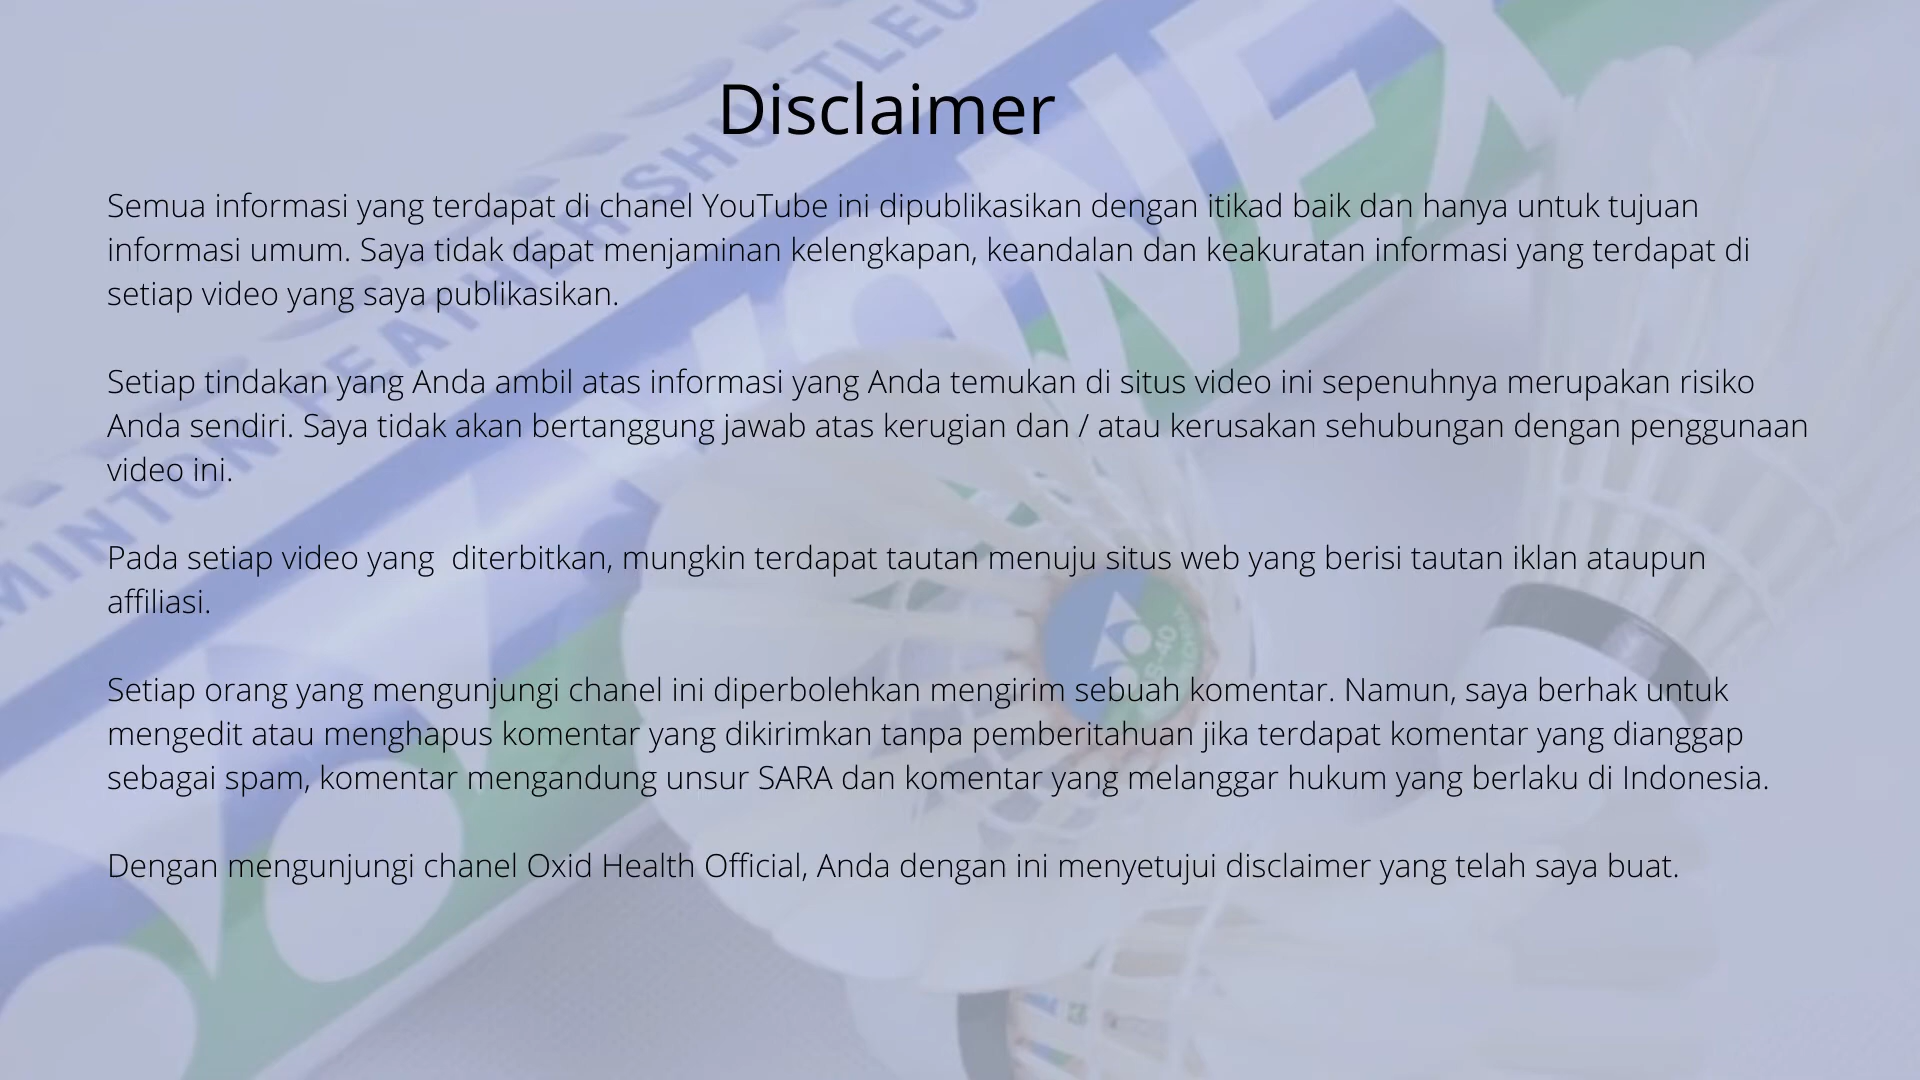 Disclaimer
Semua informasi yang terdapat di chanel YouTube ini dipublikasikan dengan itikad baik dan hanya untuk tujuan
informasi umum. Saya tidak dapat menjaminan kelengkapan, keandalan dan keakuratan informasi yang terdapat di
setiap video yang saya publikasikan.
Setiap tindakan yang Anda ambil atas informasi yang Anda temukan di situs video ini sepenuhnya merupakan risiko
Anda sendiri. Saya tidak akan bertanggung jawab atas kerugian dan / atau kerusakan sehubungan dengan penggunaan
video ini.
Pada setiap video yang  diterbitkan, mungkin terdapat tautan menuju situs web yang berisi tautan iklan ataupun
affiliasi.
Setiap orang yang mengunjungi chanel ini diperbolehkan mengirim sebuah komentar. Namun, saya berhak untuk
mengedit atau menghapus komentar yang dikirimkan tanpa pemberitahuan jika terdapat komentar yang dianggap
sebagai spam, komentar mengandung unsur SARA dan komentar yang melanggar hukum yang berlaku di Indonesia.
Dengan mengunjungi chanel Oxid Health Official, Anda dengan ini menyetujui disclaimer yang telah saya buat.
MINTON FEATHER SHUTTLEC
YONEX